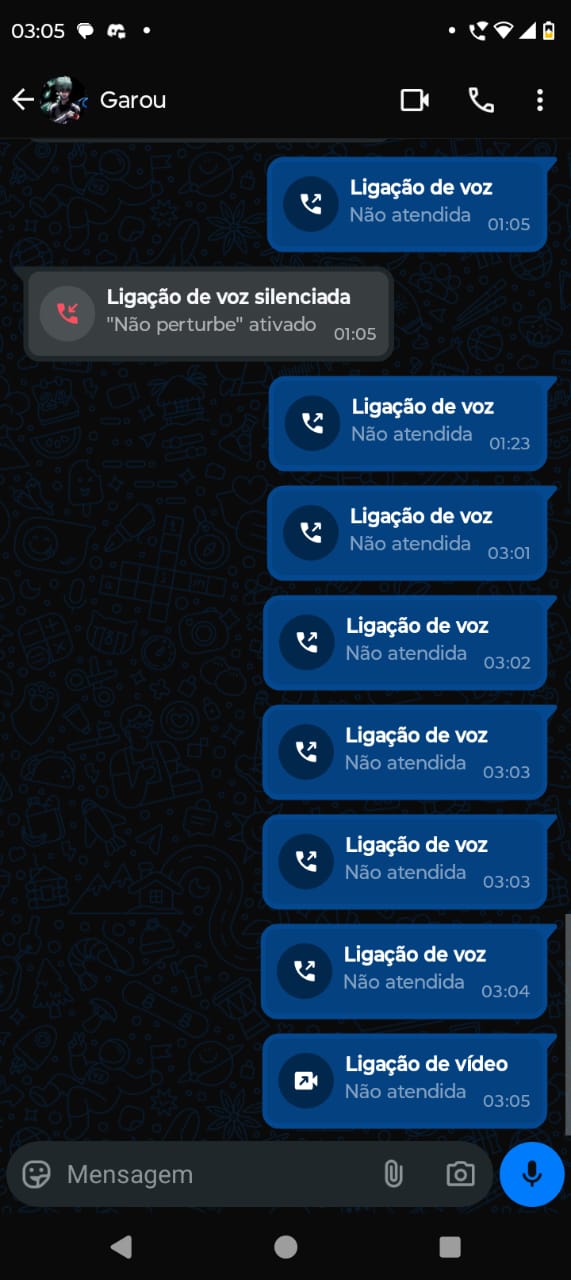 03:05
Garou
Ligação de voz
Não atendida 01:05
Ligação de voz silenciada
"Não perturbe" ativado 01:05
Ligação de voz
Não atendida 01:23
Ligação de voz
Não atendida 03:01
Ligação de voz
Não atendida 03:02
Ligação de voz
Não atendida 03:03
Ligação de voz
Não atendida 03:03
Ligação de voz
Não atendida 03:04
Ligação de vídeo
Não atendida 03:05
Mensagem